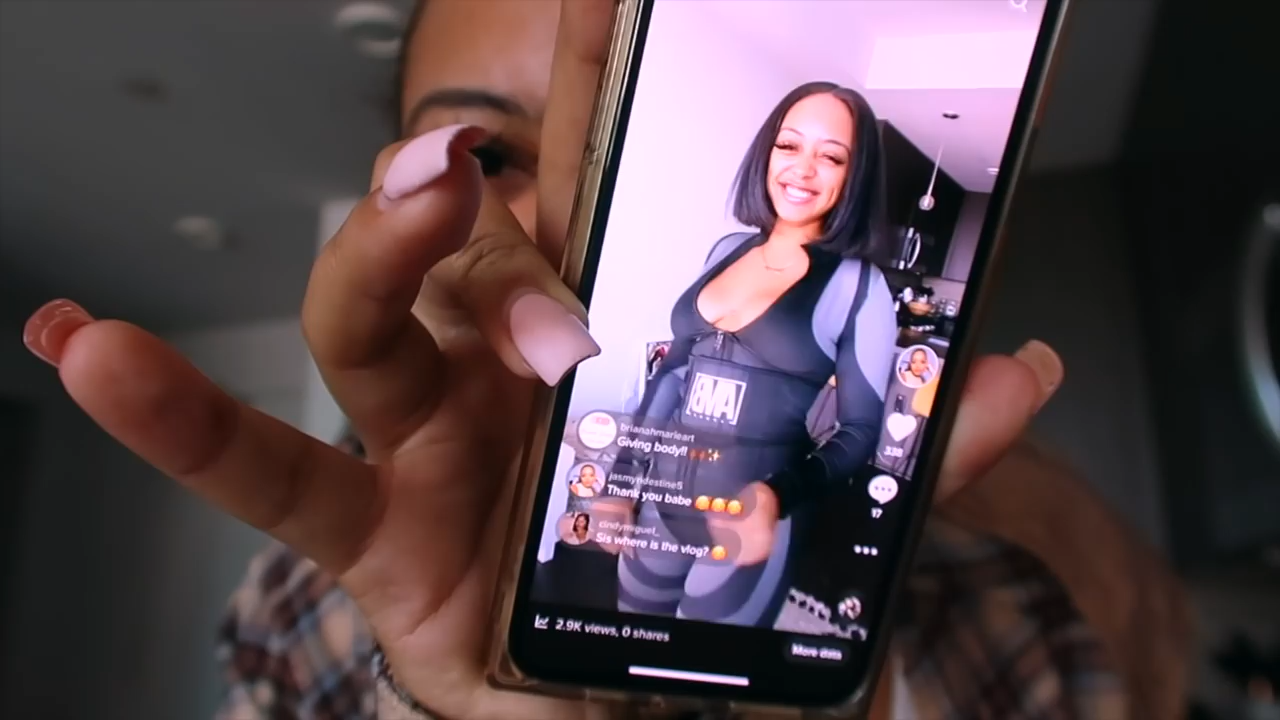 BMA
brianahmarieart
Giving body!!
jasmyndestine5
Thank you babe
cindymiguel_
Sis where is the vlog?
338
17
2.9K views, 0 shares
More data